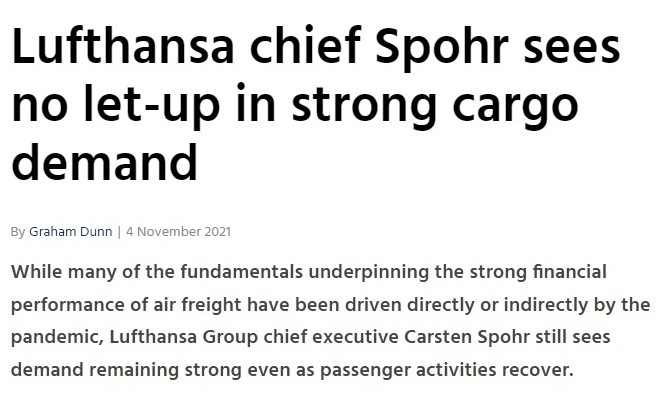 Lufthansa chief Spohr sees
no let-up in strong cargo
demand
By Graham Dunn | 4 November 2021
While many of the fundamentals underpinning the strong financial
performance of air freight have been driven directly or indirectly by the
pandemic, Lufthansa Group chief executive Carsten Spohr still sees
demand remaining strong even as passenger activities recover.